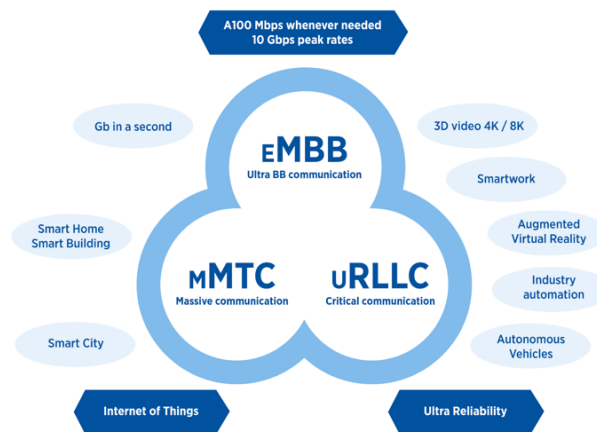 A100 Mbps whenever needed
10 Gbps peak rates
Gb in a second
3D video 4K / 8K
EMBB
Ultra BB communication
Smartwork
Smart Home
Smart Building
Augmented
Virtual Reality
MMTC
Massive communication
URLLC
Critical communication
Industry
automation
Smart City
Autonomous
Vehicles
Internet of Things
Ultra Reliability